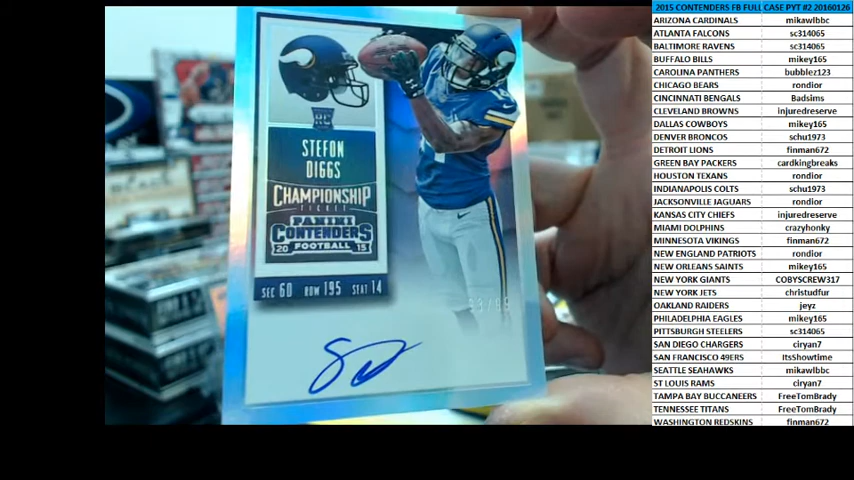 RC
STEFON
DIGGS
CHAMPIONSHIP
TICKET
PANINI
CONTENDERS
FOOTBALL
20 15
SEC 60 ROW 195 SEAT 14
2015 CONTENDERS FB FULL CASE PYT #2 20160126
ARIZONA CARDINALS mikawlbbc
ATLANTA FALCONS sc314065
BALTIMORE RAVENS sc314065
BUFFALO BILLS mikey165
CAROLINA PANTHERS bubblez123
CHICAGO BEARS rondior
CINCINNATI BENGALS Badsims
CLEVELAND BROWNS injuredreserve
DALLAS COWBOYS mikey165
DENVER BRONCOS schu1973
DETROIT LIONS finman672
GREEN BAY PACKERS cardkingbreaks
HOUSTON TEXANS rondior
INDIANAPOLIS COLTS schu1973
JACKSONVILLE JAGUARS rondior
KANSAS CITY CHIEFS injuredreserve
MIAMI DOLPHINS crazyhonky
MINNESOTA VIKINGS finman672
NEW ENGLAND PATRIOTS rondior
NEW ORLEANS SAINTS mikey165
NEW YORK GIANTS COBYSCREW317
NEW YORK JETS christudfur
OAKLAND RAIDERS jeyz
PHILADELPHIA EAGLES mikey165
PITTSBURGH STEELERS sc314065
SAN DIEGO CHARGERS ciryan7
SAN FRANCISCO 49ERS ItsShowtime
SEATTLE SEAHAWKS mikawlbbc
ST LOUIS RAMS ciryan7
TAMPA BAY BUCCANEERS FreeTomBrady
TENNESSEE TITANS FreeTomBrady
WASHINGTON REDSKINS finman672